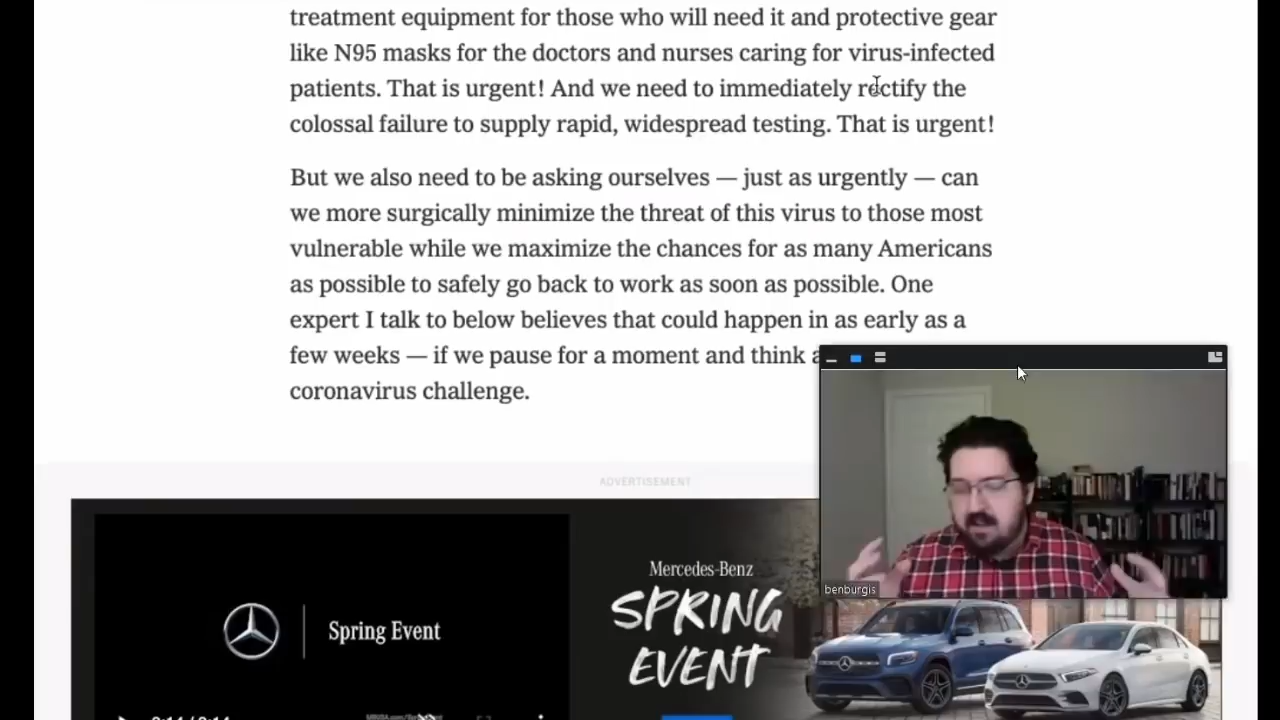 treatment equipment for those who will need it and protective gear
like N95 masks for the doctors and nurses caring for virus-infected
patients. That is urgent! And we need to immediately rectify the
colossal failure to supply rapid, widespread testing. That is urgent!
But we also need to be asking ourselves — just as urgently — can
we more surgically minimize the threat of this virus to those most
vulnerable while we maximize the chances for as many Americans
as possible to safely go back to work as soon as possible. One
expert I talk to below believes that could happen in as early as a
few weeks — if we pause for a moment and think
coronavirus challenge.
benburgis
ADVERTISEMENT
Mercedes-Benz
SPRING
EVENT
Spring Event